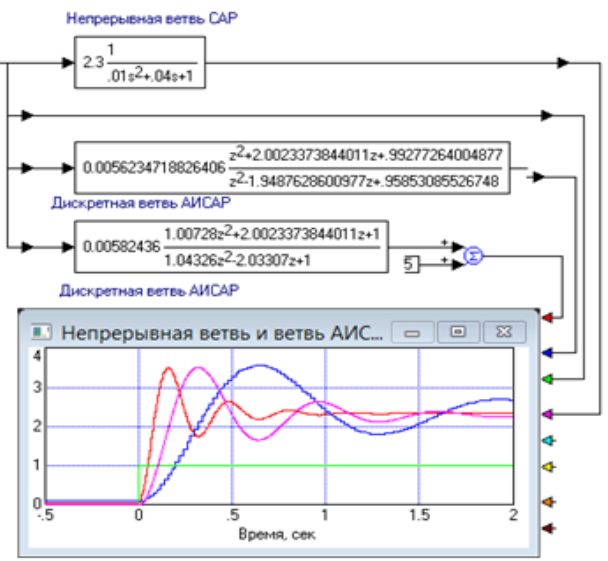 Непрерывная ветвь САР
2.3 1
.01s2+.04s+1
0.0056234718826406 z2+2.0023373844011z+.99277264004877
z2-1.9487628600977z+.95853085526748
Дискретная ветвь АИСАР
0.00582436 1.00728z2+2.0023373844011z+1
1.04326z2-2.03307z+1
+
+
Σ
5
Дискретная ветвь АИСАР
Непрерывная ветвь и ветвь АИС...
4
3
2
1
0
-.5 0 .5 1 1.5 2
Время, сек